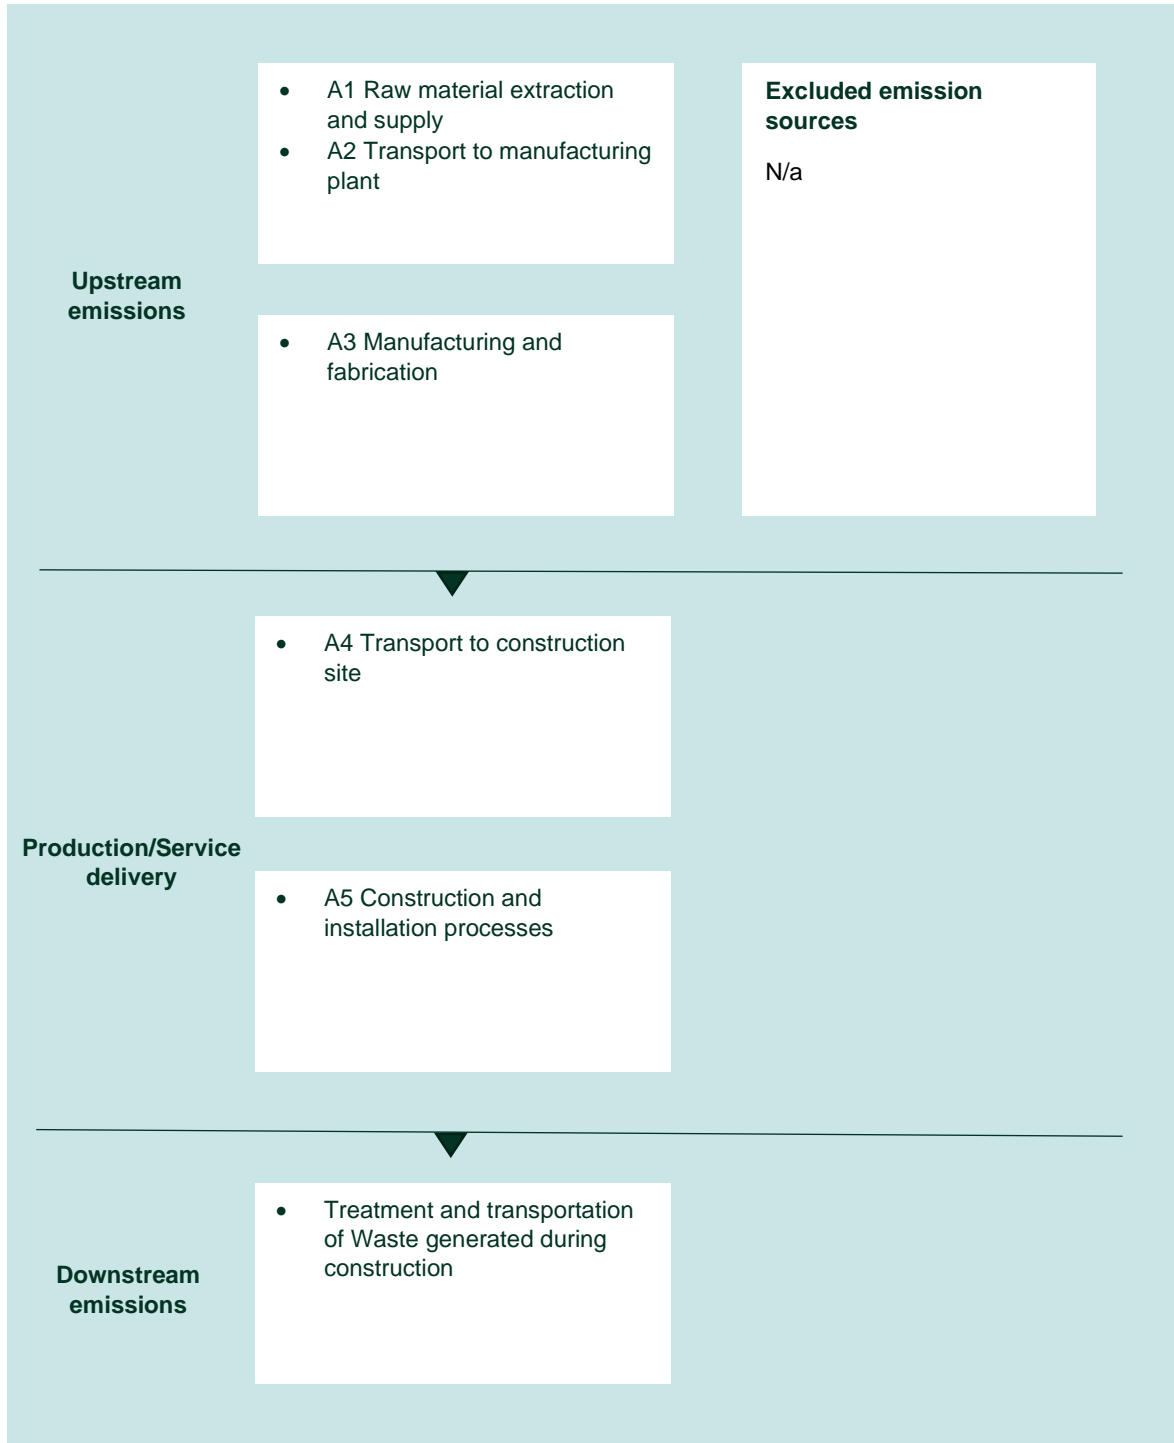 Upstream
emissions
• A1 Raw material extraction
and supply
• A2 Transport to manufacturing
plant
• A3 Manufacturing and
fabrication
Excluded emission
sources
N/a
Production/Service
delivery
• A4 Transport to construction
site
• A5 Construction and
installation processes
Downstream
emissions
• Treatment and transportation
of Waste generated during
construction